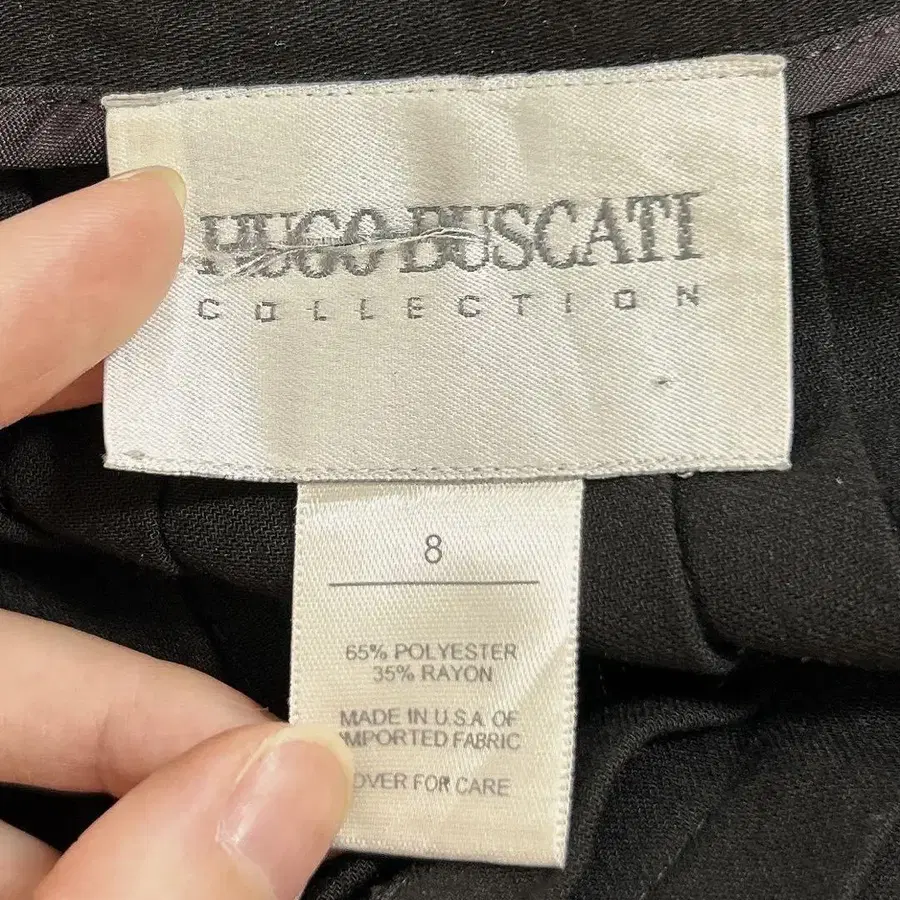 HUGO BUSCATI
COLLECTION
8
65% POLYESTER
35% RAYON
MADE IN U.S.A. OF
IMPORTED FABRIC
OVER FOR CARE